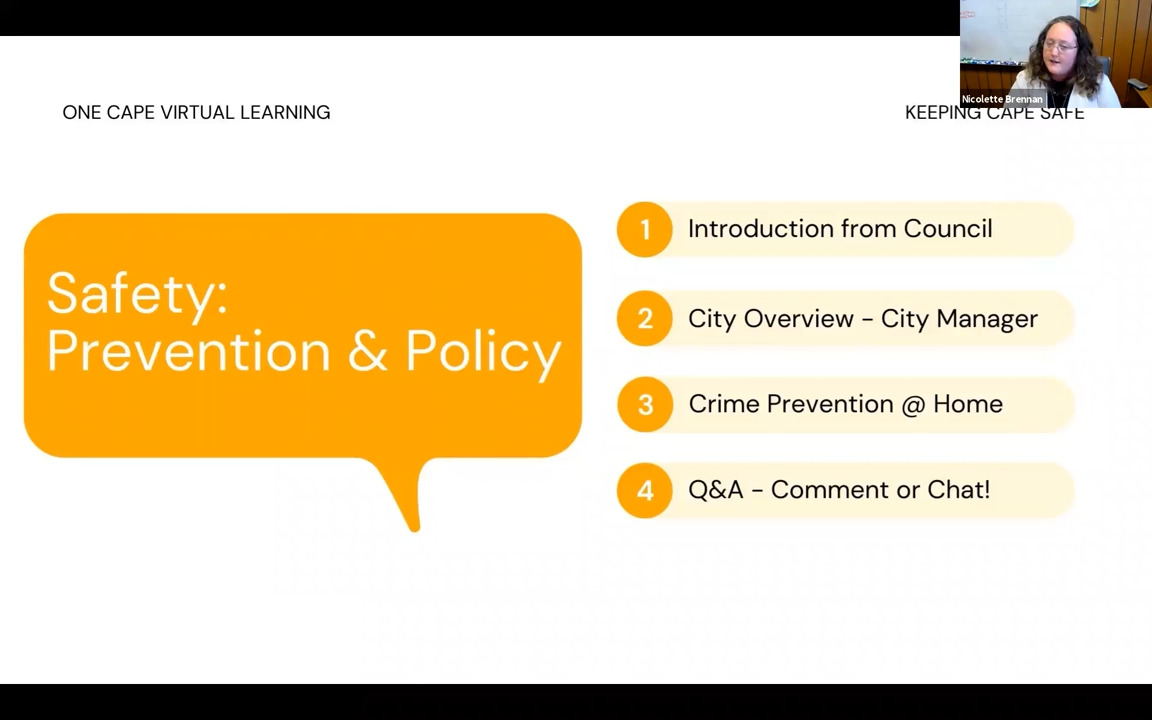 ONE CAPE VIRTUAL LEARNING
KEEPING CAPE SAFE
Nicolette Brennan
Safety:
Prevention & Policy
1 Introduction from Council
2 City Overview - City Manager
3 Crime Prevention @ Home
4 Q&A - Comment or Chat!